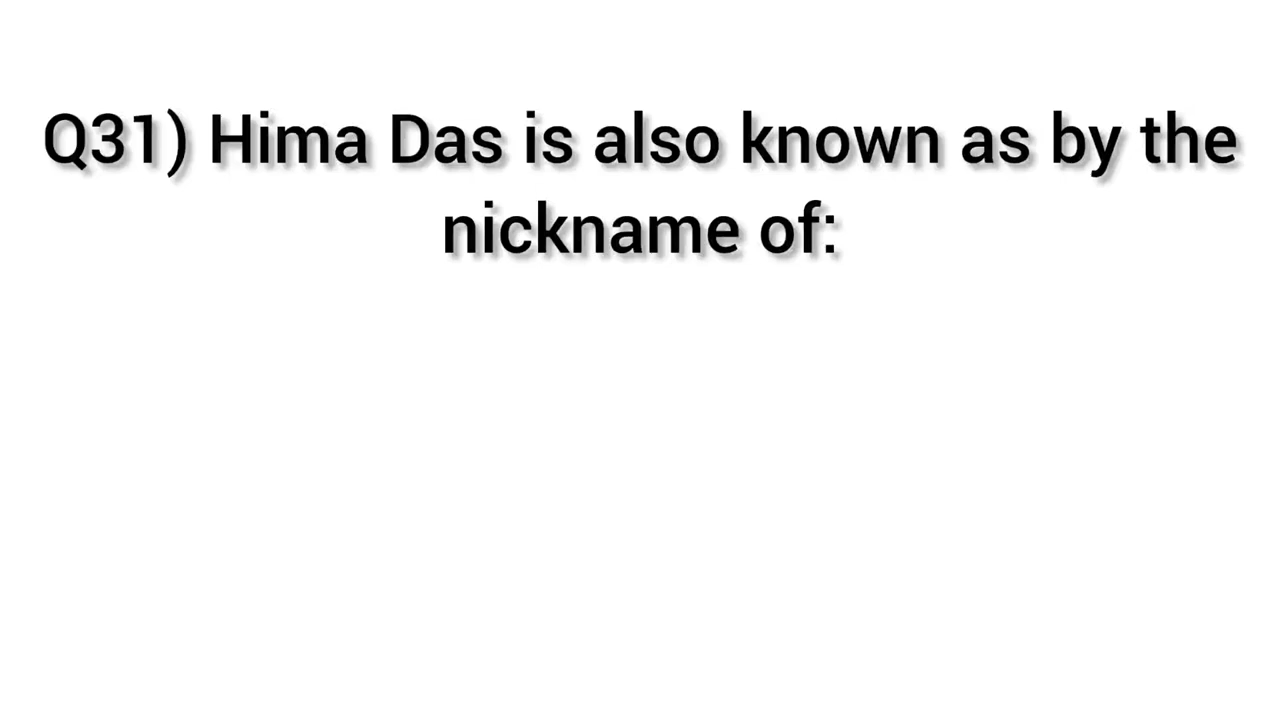 Q31) Hima Das is also known as by the
nickname of: